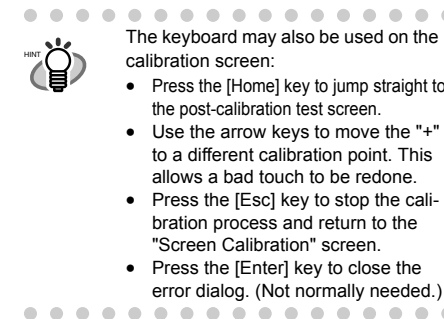 HINT
The keyboard may also be used on the
calibration screen:
• Press the [Home] key to jump straight to
the post-calibration test screen.
• Use the arrow keys to move the "+"
to a different calibration point. This
allows a bad touch to be redone.
• Press the [Esc] key to stop the cali-
bration process and return to the
"Screen Calibration" screen.
• Press the [Enter] key to close the
error dialog. (Not normally needed.)